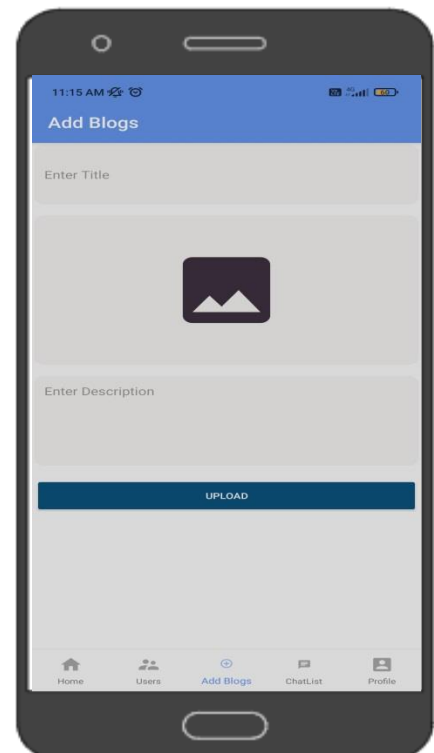 11:15 AM
Add Blogs
Enter Title
Enter Description
UPLOAD
Home Users Add Blogs ChatList Profile